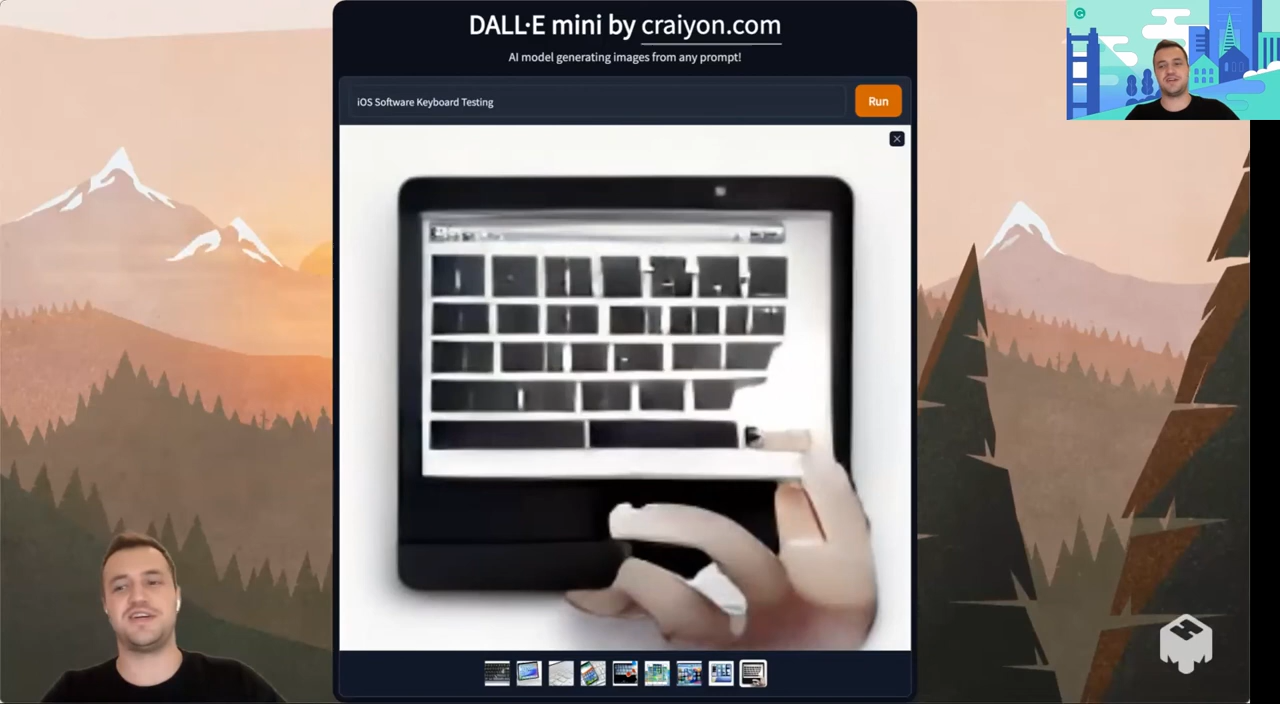 DALL·E mini by craiyon.com
AI model generating images from any prompt!
iOS Software Keyboard Testing
Run